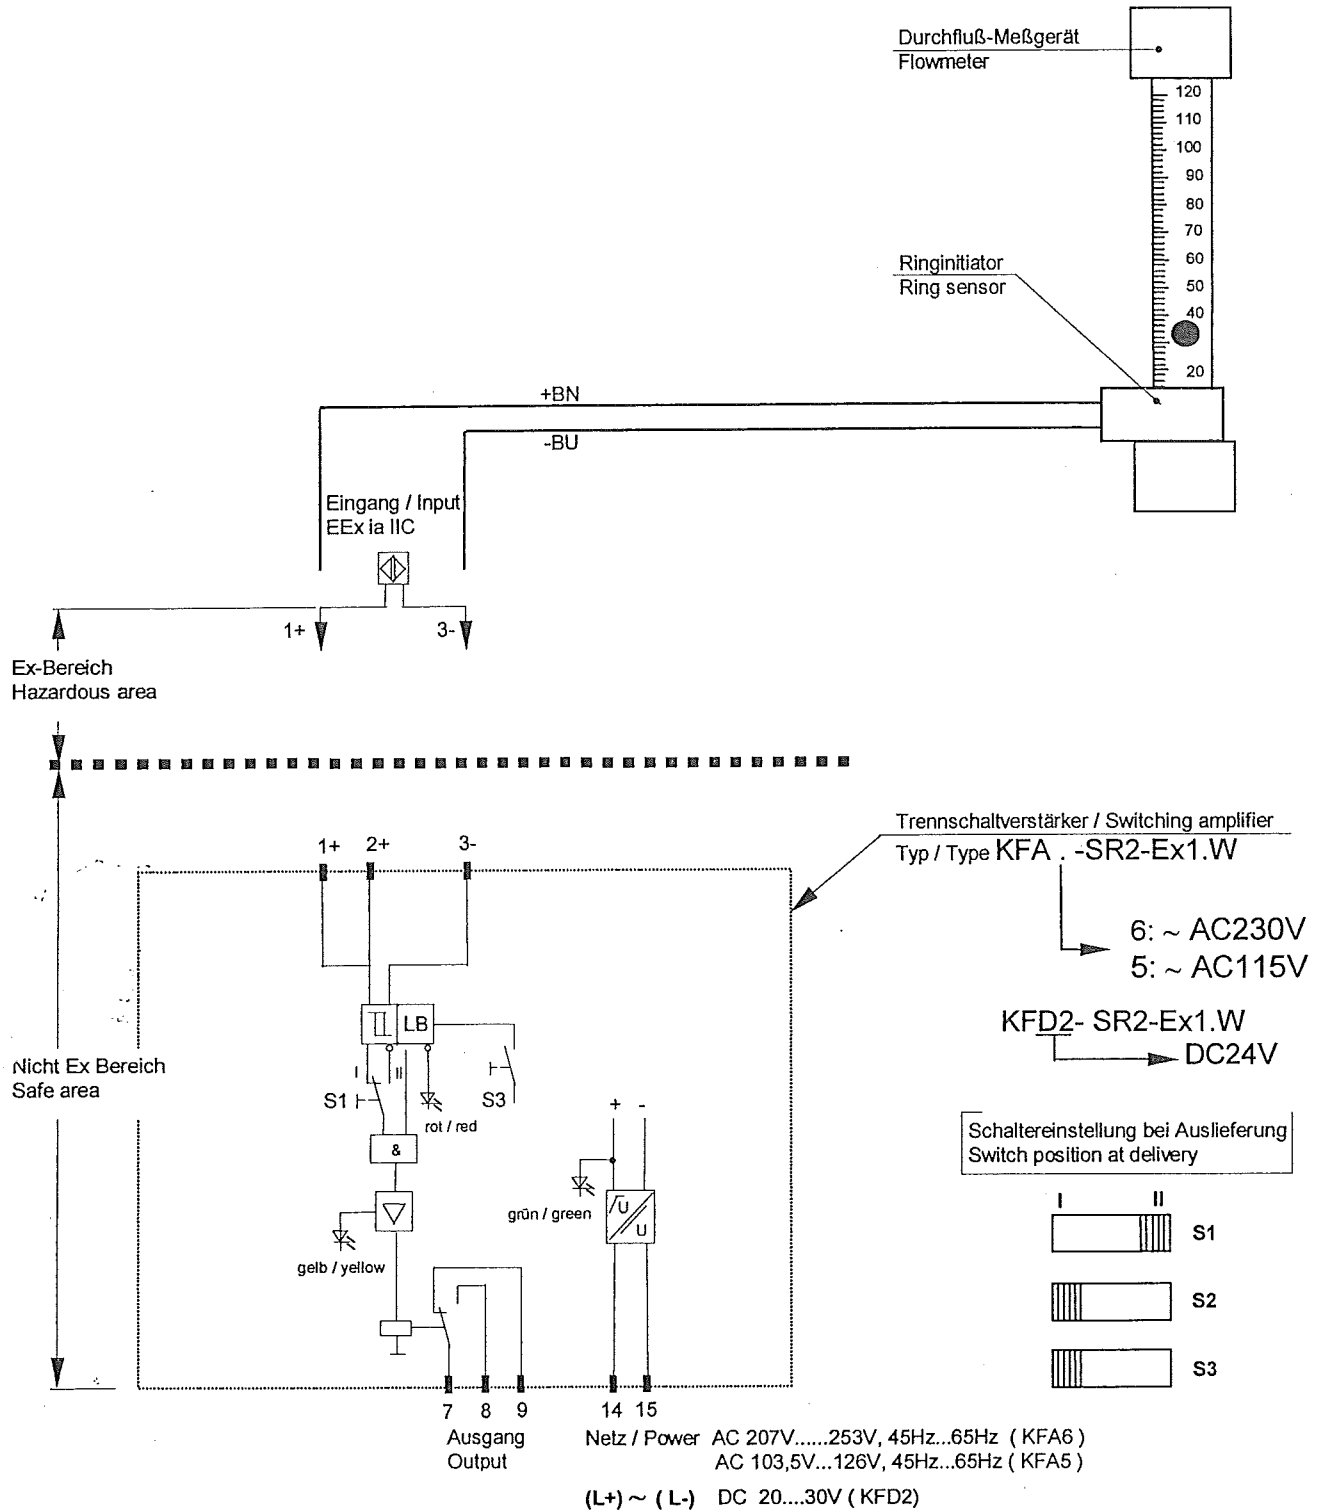 Durchfluß-Meßgerät
Flowmeter
120
110
100
90
80
70
60
50
40
20
Ringinitiator
Ring sensor
+BN
-BU
Eingang / Input
EEx ia IIC
1+
3-
Ex-Bereich
Hazardous area
Trennschaltverstärker / Switching amplifier
Typ / Type KFA . -SR2-Ex1.W
6: ~ AC230V
5: ~ AC115V
KFD2- SR2-Ex1.W
DC24V
1+ 2+ 3-
LB
I II
S1
S3
rot / red
&
Nicht Ex Bereich
Safe area
+ -
grün / green
U
U
gelb / yellow
Schaltereinstellung bei Auslieferung
Switch position at delivery
I II
S1
S2
S3
7 8 9 14 15
Ausgang
Output
Netz / Power AC 207V......253V, 45Hz...65Hz ( KFA6 )
AC 103,5V...126V, 45Hz...65Hz ( KFA5 )
(L+) ~ ( L-) DC 20....30V ( KFD2)